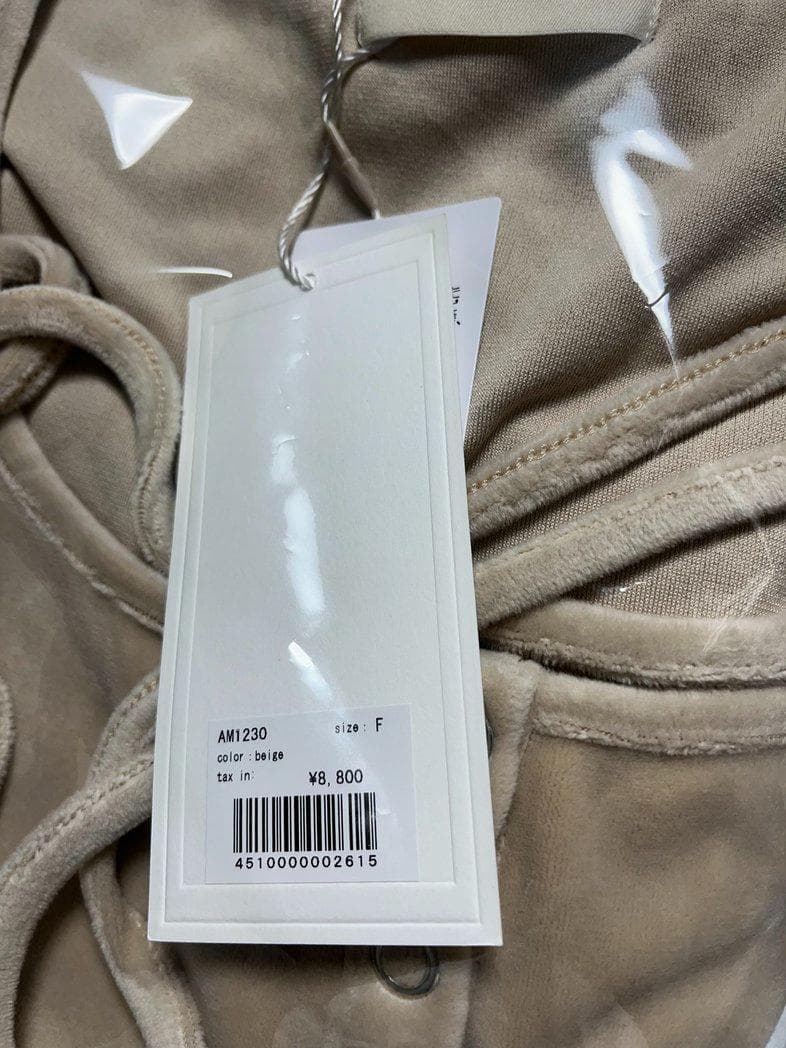 AM1230 size: F
color:beige
tax in: ¥8,800
4510000002615